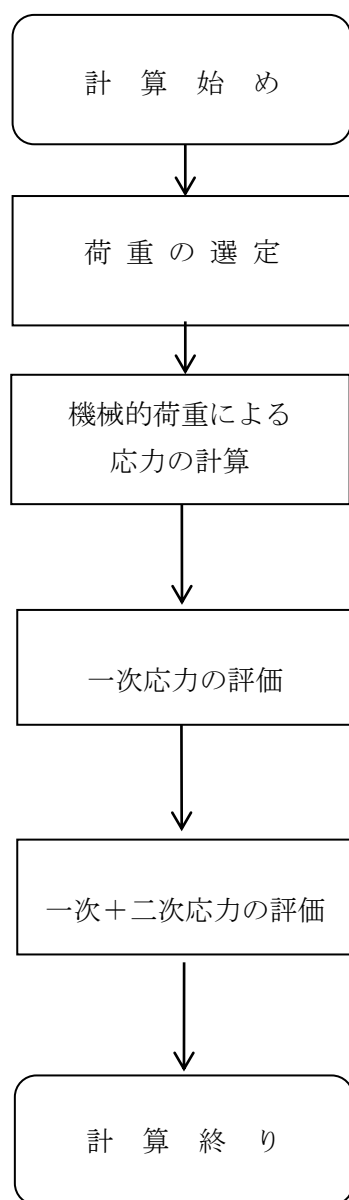 計算始め
荷重の選定
機械的荷重による
応力の計算
一次応力の評価
一次＋二次応力の評価
計算終り